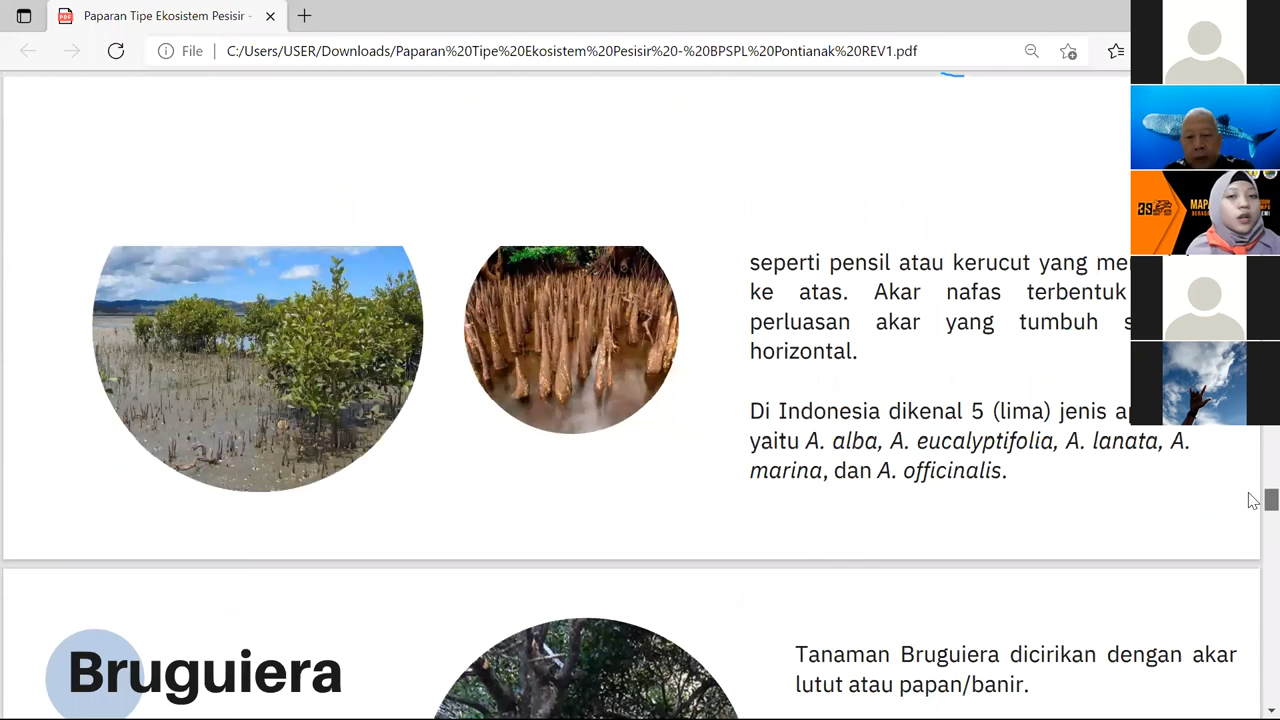 Paparan Tipe Ekosistem Pesisir -
File
C:/Users/USER/Downloads/Paparan%20Tipe%20Ekosistem%20Pesisir%20-%20BPSPL%20Pontianak%20REV1.pdf
seperti pensil atau kerucut yang
ke atas. Akar nafas terbentuk
perluasan akar yang tumbuh
horizontal.
Di Indonesia dikenal 5 (lima) jenis
yaitu A. alba, A. eucalyptifolia, A. lanata, A.
marina, dan A. officinalis.
39
Bruguiera
Tanaman Bruguiera dicirikan dengan akar
lutut atau papan/banir.